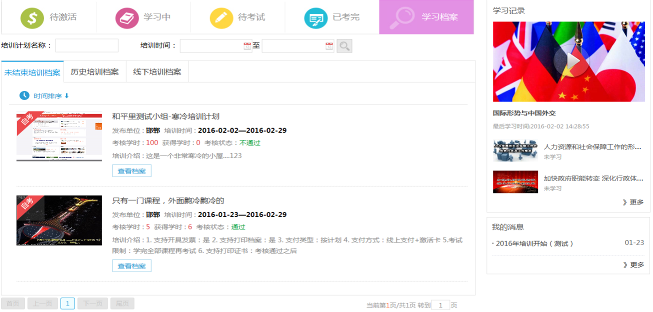 待激活 学习中 待考试 已考完 学习档案
培训计划名称： 培训时间： 至
未结束培训档案 历史培训档案 线下培训档案
时间排序
自考
和平里测试小组-寒冷培训计划
发布单位：邵部 培训时间：2016-02-02—2016-02-29
考核学时：100 获得学时：0 考核状态：不通过
培训介绍：这是一个非常寒冷的小屋....123
查看档案
自考
只有一门课程，外面飕冷飕冷的
发布单位：邵部 培训时间：2016-01-23—2016-02-29
考核学时：5 获得学时：6 考核状态：通过
培训介绍：1. 支持开具发票：是 2. 支持打印档案：是 3. 支付类型：按计划 4. 支付方式：线上支付+激活卡 5.考试
限制：学完全部课程再考试 6. 支持打印证书：考核通过之后
查看档案
首页 上一页 1 下一页 尾页
当前第1页/共1页 转到 1 页
学习记录
国际形势与中国外交
最近学习时间:2016-02-02 14:28:55
人力资源和社会保障工作的形...
未学习
加快政府职能转变 深化行政体...
未学习
更多
我的消息
· 2016年培训开始（测试） 01-23
更多